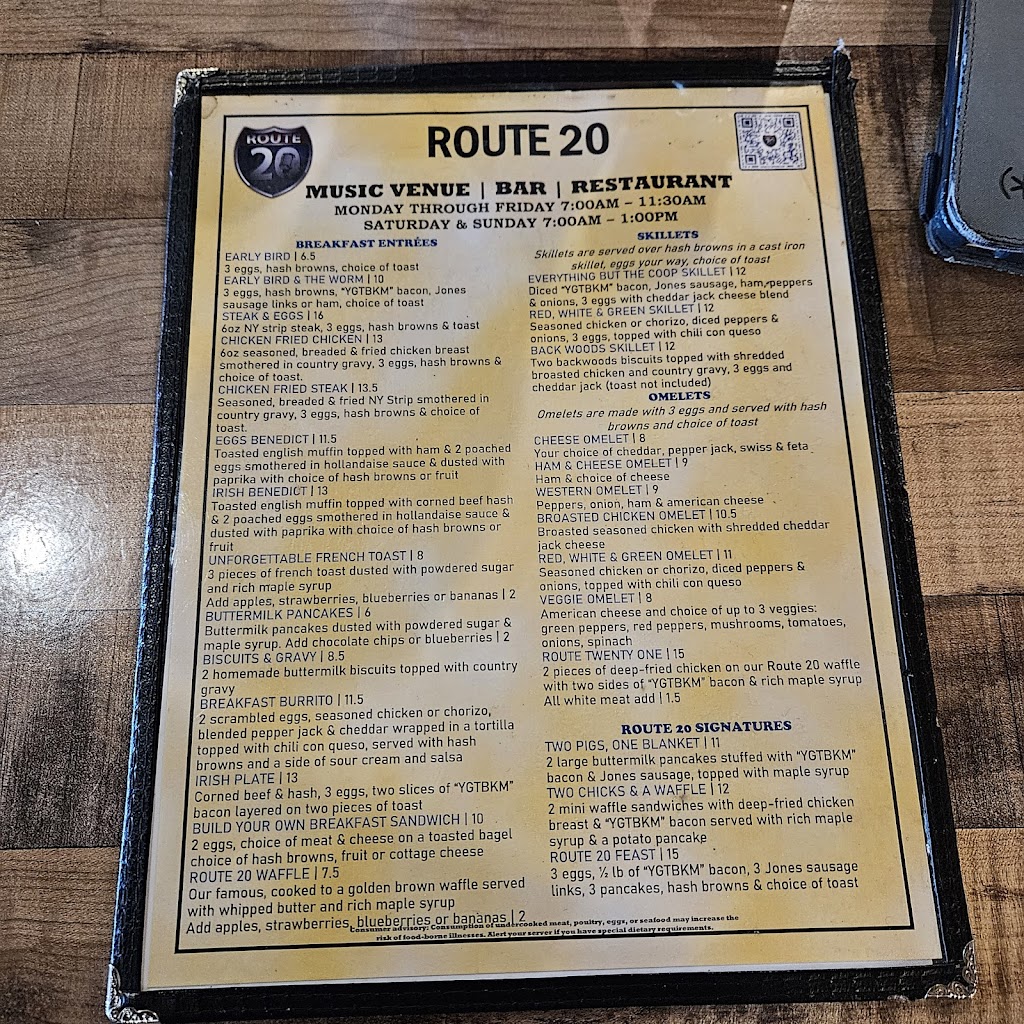 ROUTE
20
ROUTE 20
MUSIC VENUE | BAR | RESTAURANT
MONDAY THROUGH FRIDAY 7:00AM – 11:30AM
SATURDAY & SUNDAY 7:00AM – 1:00PM
BREAKFAST ENTRÉES
EARLY BIRD | 6.5
3 eggs, hash browns, choice of toast
EARLY BIRD & THE WORM | 10
3 eggs, hash browns, "YGTBKM" bacon, Jones
sausage links or ham, choice of toast
STEAK & EGGS | 16
6oz NY strip steak, 3 eggs, hash browns & toast
CHICKEN FRIED CHICKEN | 13
6oz seasoned, breaded & fried chicken breast
smothered in country gravy, 3 eggs, hash browns &
choice of toast.
CHICKEN FRIED STEAK | 13.5
Seasoned, breaded & fried NY Strip smothered in
country gravy, 3 eggs, hash browns & choice of
toast.
EGGS BENEDICT | 11.5
Toasted english muffin topped with ham & 2 poached
eggs smothered in hollandaise sauce & dusted with
paprika with choice of hash browns or fruit
IRISH BENEDICT | 13
Toasted english muffin topped with corned beef hash
& 2 poached eggs smothered in hollandaise sauce &
dusted with paprika with choice of hash browns or
fruit
UNFORGETTABLE FRENCH TOAST | 8
3 pieces of french toast dusted with powdered sugar
and rich maple syrup
Add apples, strawberries, blueberries or bananas | 2
BUTTERMILK PANCAKES | 6
Buttermilk pancakes dusted with powdered sugar &
maple syrup. Add chocolate chips or blueberries | 2
BISCUITS & GRAVY | 8.5
2 homemade buttermilk biscuits topped with country
gravy
BREAKFAST BURRITO | 11.5
2 scrambled eggs, seasoned chicken or chorizo,
blended pepper jack & cheddar wrapped in a tortilla
topped with chili con queso, served with hash
browns and a side of sour cream and salsa
IRISH PLATE | 13
Corned beef & hash, 3 eggs, two slices of "YGTBKM"
bacon layered on two pieces of toast
BUILD YOUR OWN BREAKFAST SANDWICH | 10
2 eggs, choice of meat & cheese on a toasted bagel
choice of hash browns, fruit or cottage cheese
ROUTE 20 WAFFLE | 7.5
Our famous, cooked to a golden brown waffle served
with whipped butter and rich maple syrup
Add apples, strawberries, blueberries or bananas | 2
SKILLETS
Skillets are served over hash browns in a cast iron
skillet, eggs your way, choice of toast
EVERYTHING BUT THE COOP SKILLET | 12
Diced "YGTBKM" bacon, Jones sausage, ham, peppers
& onions, 3 eggs with cheddar jack cheese blend
RED, WHITE & GREEN SKILLET | 12
Seasoned chicken or chorizo, diced peppers &
onions, 3 eggs, topped with chili con queso
BACK WOODS SKILLET | 12
Two backwoods biscuits topped with shredded
broasted chicken and country gravy, 3 eggs and
cheddar jack (toast not included)
OMELETS
Omelets are made with 3 eggs and served with hash
browns and choice of toast
CHEESE OMELET | 8
Your choice of cheddar, pepper jack, swiss & feta
HAM & CHEESE OMELET | 9
Ham & choice of cheese
WESTERN OMELET | 9
Peppers, onion, ham & american cheese
BROASTED CHICKEN OMELET | 10.5
Broasted seasoned chicken with shredded cheddar
jack cheese
RED, WHITE & GREEN OMELET | 11
Seasoned chicken or chorizo, diced peppers &
onions, topped with chili con queso
VEGGIE OMELET | 8
American cheese and choice of up to 3 veggies:
green peppers, red peppers, mushrooms, tomatoes,
onions, spinach
ROUTE TWENTY ONE | 15
2 pieces of deep-fried chicken on our Route 20 waffle
with two sides of "YGTBKM" bacon & rich maple syrup
All white meat add | 1.5
ROUTE 20 SIGNATURES
TWO PIGS, ONE BLANKET | 11
2 large buttermilk pancakes stuffed with "YGTBKM"
bacon & Jones sausage, topped with maple syrup
TWO CHICKS & A WAFFLE | 12
2 mini waffle sandwiches with deep-fried chicken
breast & "YGTBKM" bacon served with rich maple
syrup & a potato pancake
ROUTE 20 FEAST | 15
3 eggs, ½ lb of "YGTBKM" bacon, 3 Jones sausage
links, 3 pancakes, hash browns & choice of toast
Consumer advisory: Consumption of undercooked meat, poultry, eggs, or seafood may increase the
risk of food-borne illnesses. Alert your server if you have special dietary requirements.